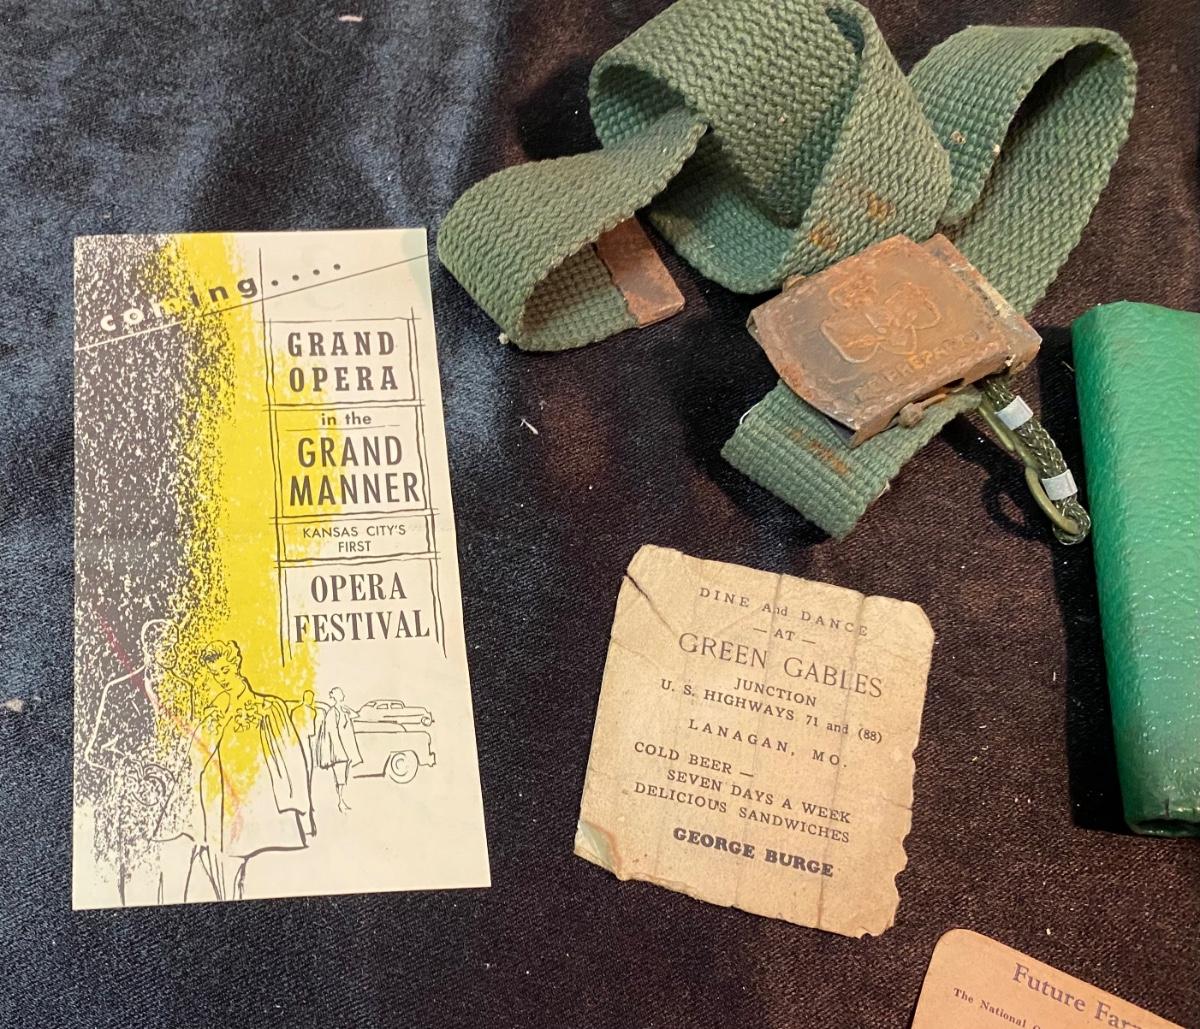 coming....
GRAND
OPERA
in the
GRAND
MANNER
KANSAS CITY'S
FIRST
OPERA
FESTIVAL
BE PREPARED
DINE And DANCE
— AT —
GREEN GABLES
JUNCTION
U. S. HIGHWAYS 71 and (88)
LANAGAN, MO.
COLD BEER —
SEVEN DAYS A WEEK
DELICIOUS SANDWICHES
GEORGE BURGE
Future Far
The National